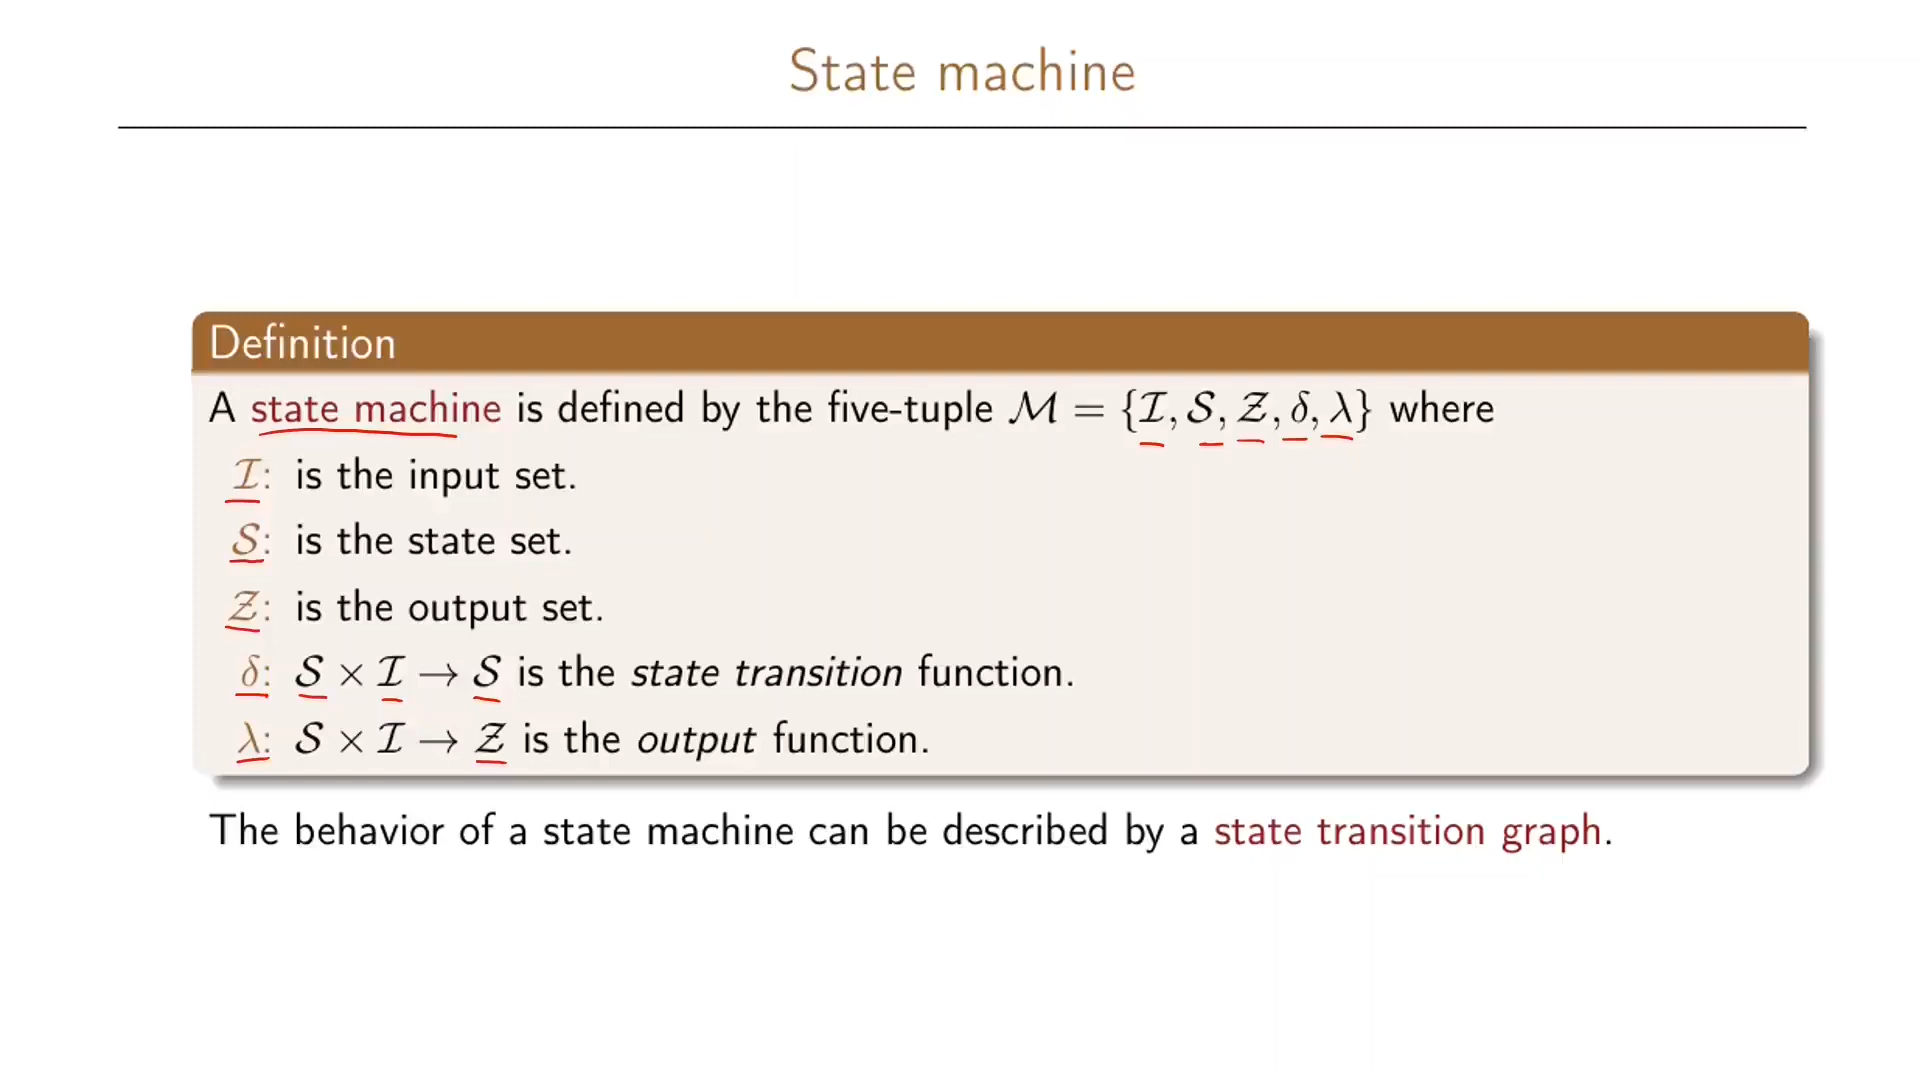 State machine
Definition
A state machine is defined by the five-tuple ℳ = {ℐ, 𝒮, 𝒵, δ, λ} where
ℐ: is the input set.
𝒮: is the state set.
𝒵: is the output set.
δ: 𝒮 × ℐ → 𝒮 is the state transition function.
λ: 𝒮 × ℐ → 𝒵 is the output function.
The behavior of a state machine can be described by a state transition graph.